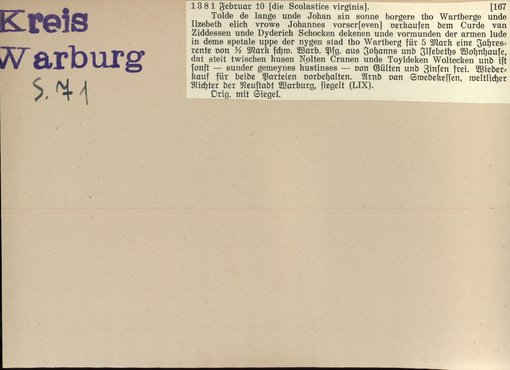 Kreis
Warburg
S. 71
1381 Februar 10 [die Scolastice virginis]. [167
Tolde de lange unde Johan sin sonne borgere tho Wartberge unde
Ilzebeth elich vrowe Johannes vorscr[even] verkaufen dem Curde van
Ziddessen unde Dyderich Schocken dekenen unde vormunden der armen lude
in deme spetale uppe der nygen stad tho Wartberg für 5 Mark eine Jahres-
rente von ½ Mark schw. Warb. Pfg. aus Johanns und Ilsebeths Wohnhause,
dat steit twischen husen Nolten Cranen unde Toyldeken Woltecken und ist
sonst — sunder gemeynes hustinses — von Gülten und Zinsen frei. Wieder-
kauf für beide Parteien vorbehalten. Arnd van Swedekessen, weltlicher
Richter der Neustadt Warburg, siegelt (LIX).
Orig. mit Siegel.